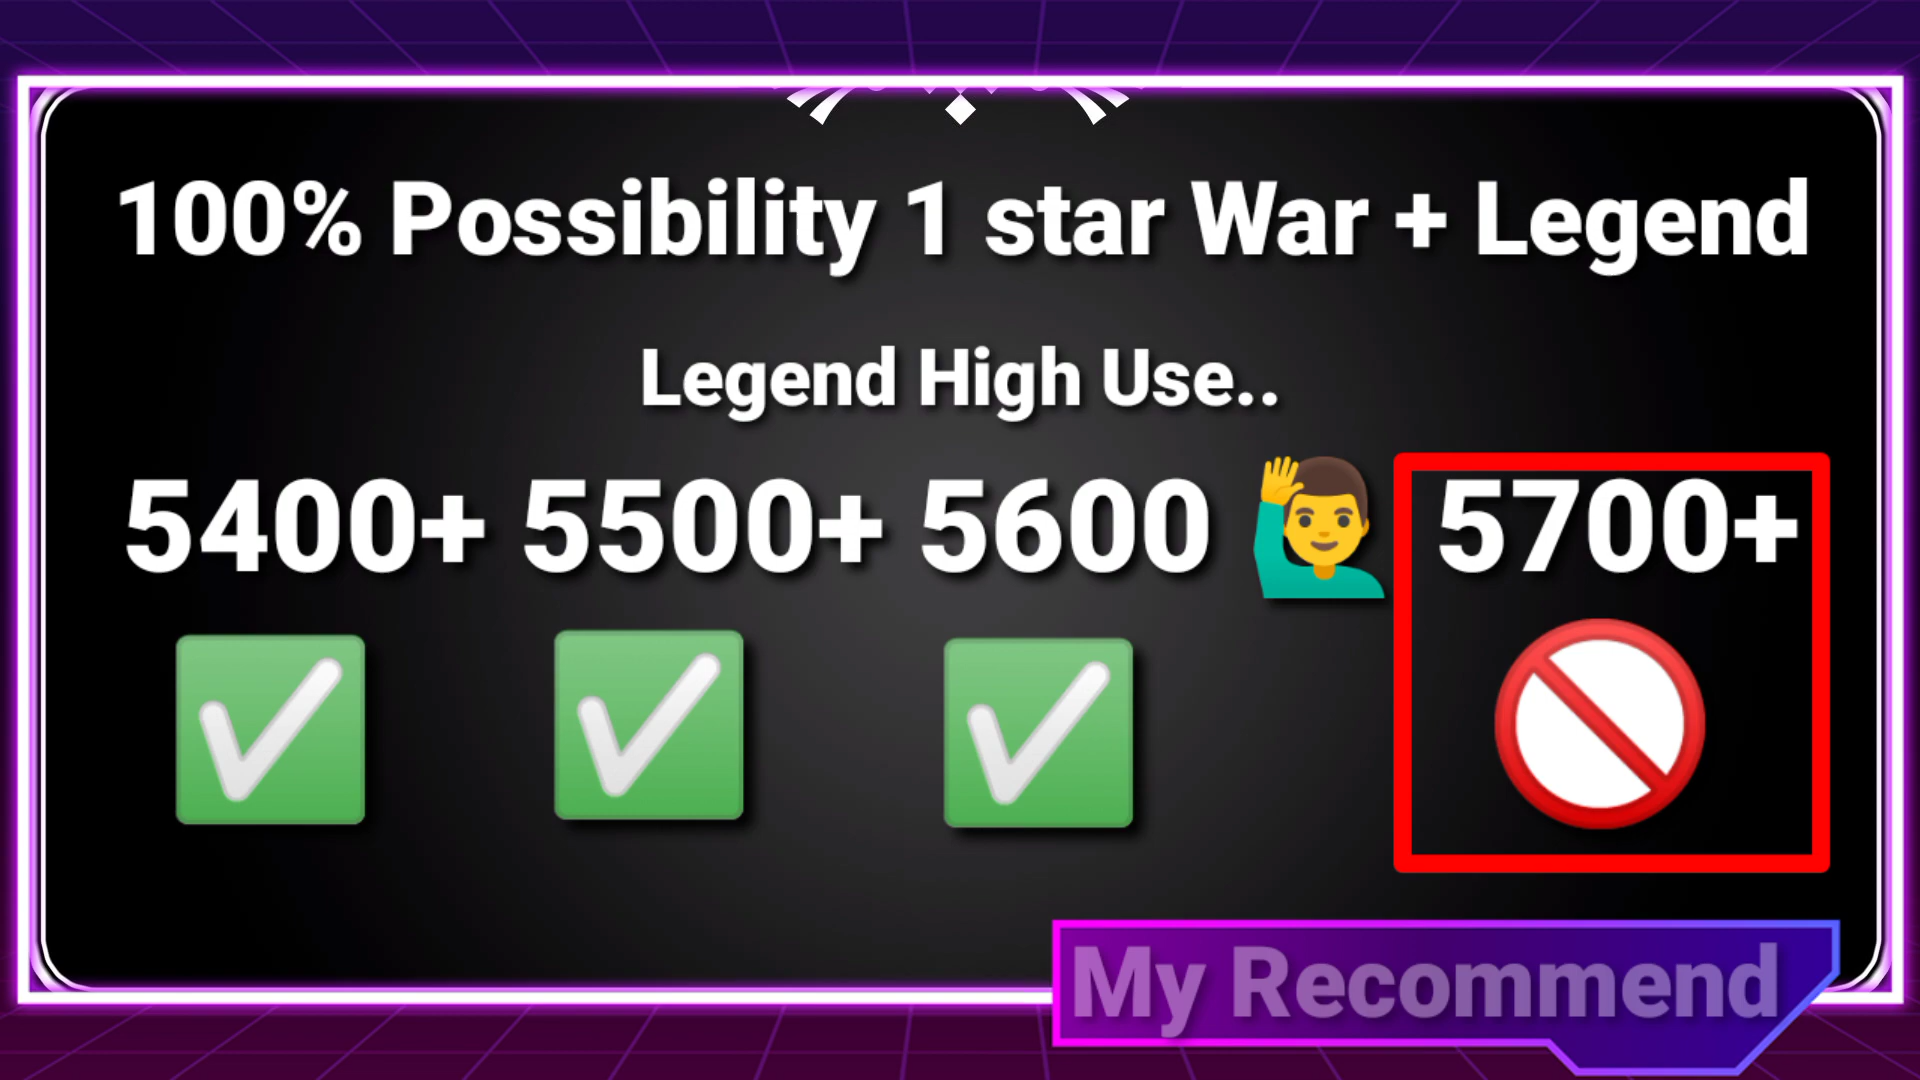 100% Possibility 1 star War + Legend
Legend High Use..
5400+ 5500+ 5600 🙋‍♂️ 5700+
✅ ✅ ✅ 🚫
My Recommend